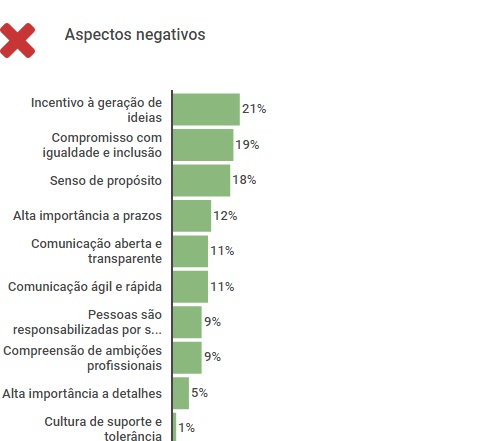 Aspectos negativos
Incentivo à geração de
ideias
21%
Compromisso com
igualdade e inclusão
19%
Senso de propósito
18%
Alta importância a prazos
12%
Comunicação aberta e
transparente
11%
Comunicação ágil e rápida
11%
Pessoas são
responsabilizadas por s...
9%
Compreensão de ambições
profissionais
9%
Alta importância a detalhes
5%
Cultura de suporte e
tolerância
1%